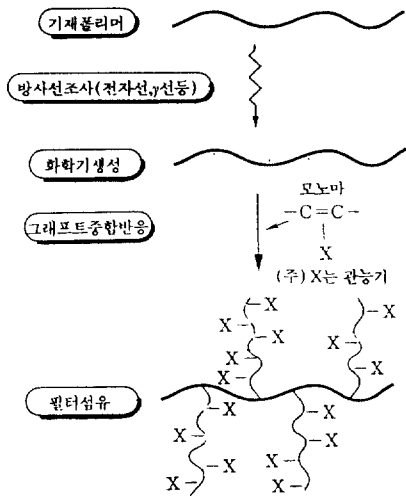 기재폴리머
방사선조사(전자선,γ선등)
화학기생성
모노마
그래프트중합반응
-C=C-
X
(주) X는 관능기
-X
X-
-X
X-
-X
X-
-X
X-
-X
필터섬유
-X
-X
X-
X-
-X
-X
X-
X-